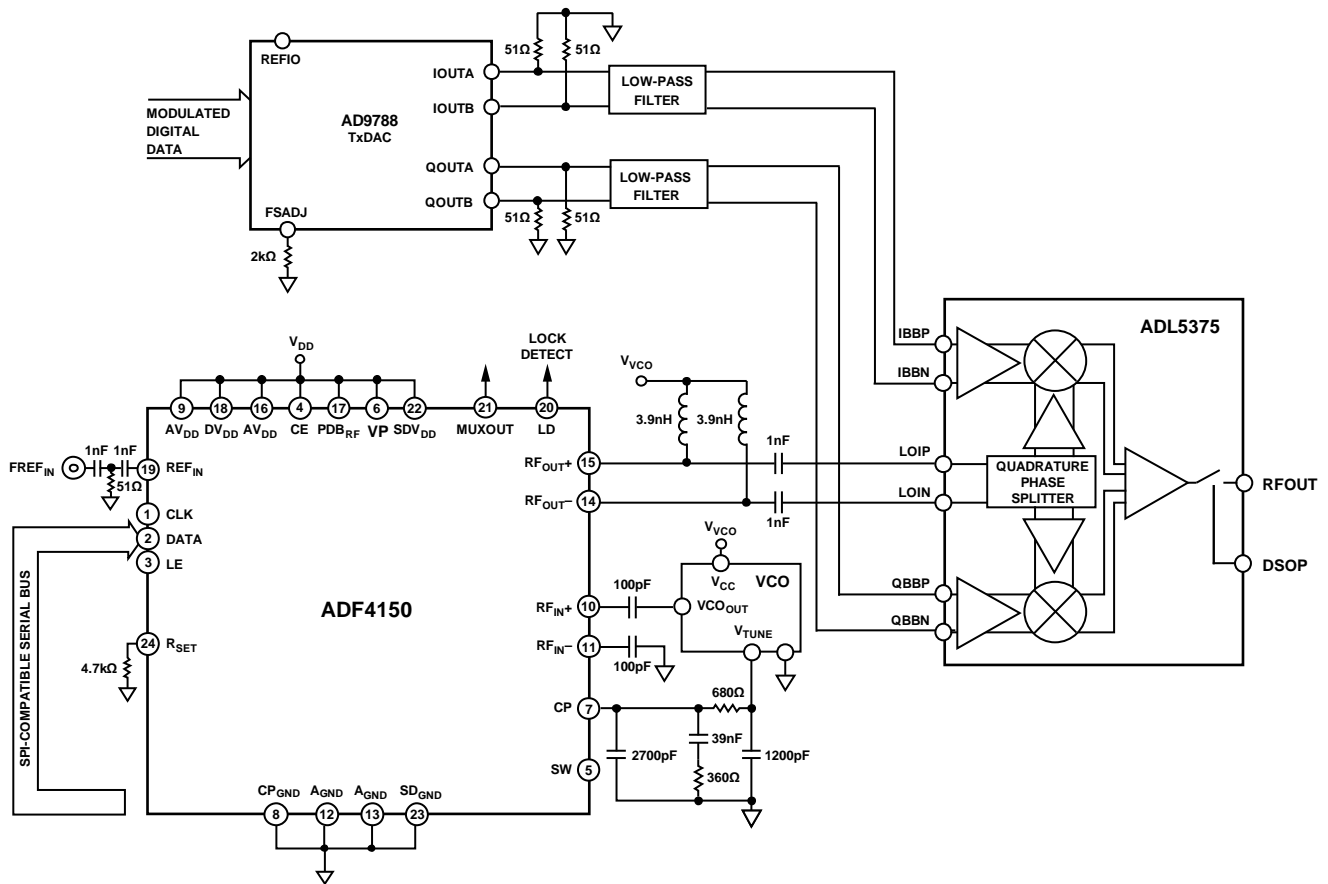 REFIO
51Ω
51Ω
IOUTA
IOUTB
LOW-PASS
FILTER
MODULATED
DIGITAL
DATA
AD9788
TxDAC
QOUTA
QOUTB
LOW-PASS
FILTER
FSADJ
51Ω
51Ω
2kΩ
ADL5375
IBBP
IBBN
LOIP
LOIN
QUADRATURE
PHASE
SPLITTER
RFOUT
DSOP
QBBP
QBBN
VDD
LOCK
DETECT
VVCO
9
18
16
4
17
6
22
21
20
AVDD
DVDD
AVDD
CE
PDBRF
VP
SDVDD
MUXOUT
LD
3.9nH
3.9nH
1nF
1nF
FREFIN
1nF
1nF
51Ω
19
REFIN
RFOUT+
15
RFOUT−
14
1
CLK
2
DATA
3
LE
SPI-COMPATIBLE SERIAL BUS
ADF4150
VVCO
VCC
VCO
VCOOUT
VTUNE
100pF
RFIN+
10
RFIN−
11
100pF
24
RSET
4.7kΩ
CP
7
680Ω
39nF
2700pF
1200pF
360Ω
SW
5
CPGND
AGND
AGND
SDGND
8
12
13
23